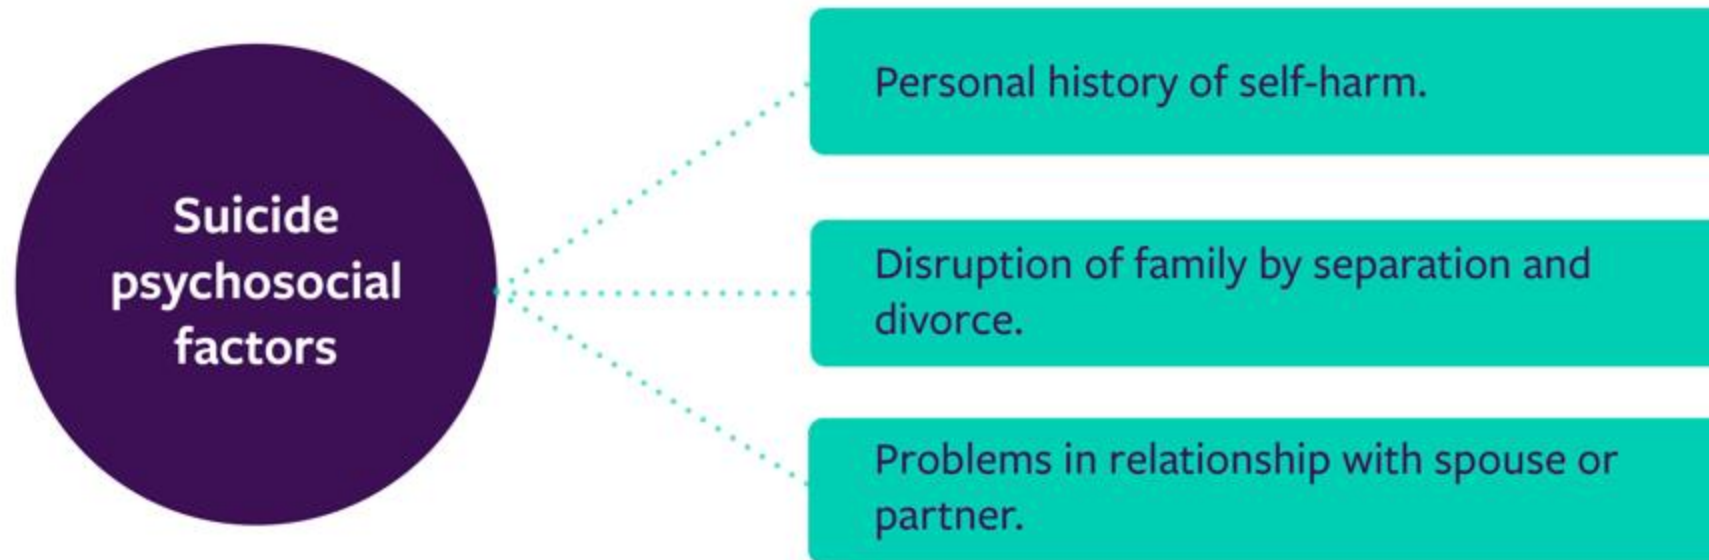 Suicide
psychosocial
factors
Personal history of self-harm.
Disruption of family by separation and
divorce.
Problems in relationship with spouse or
partner.